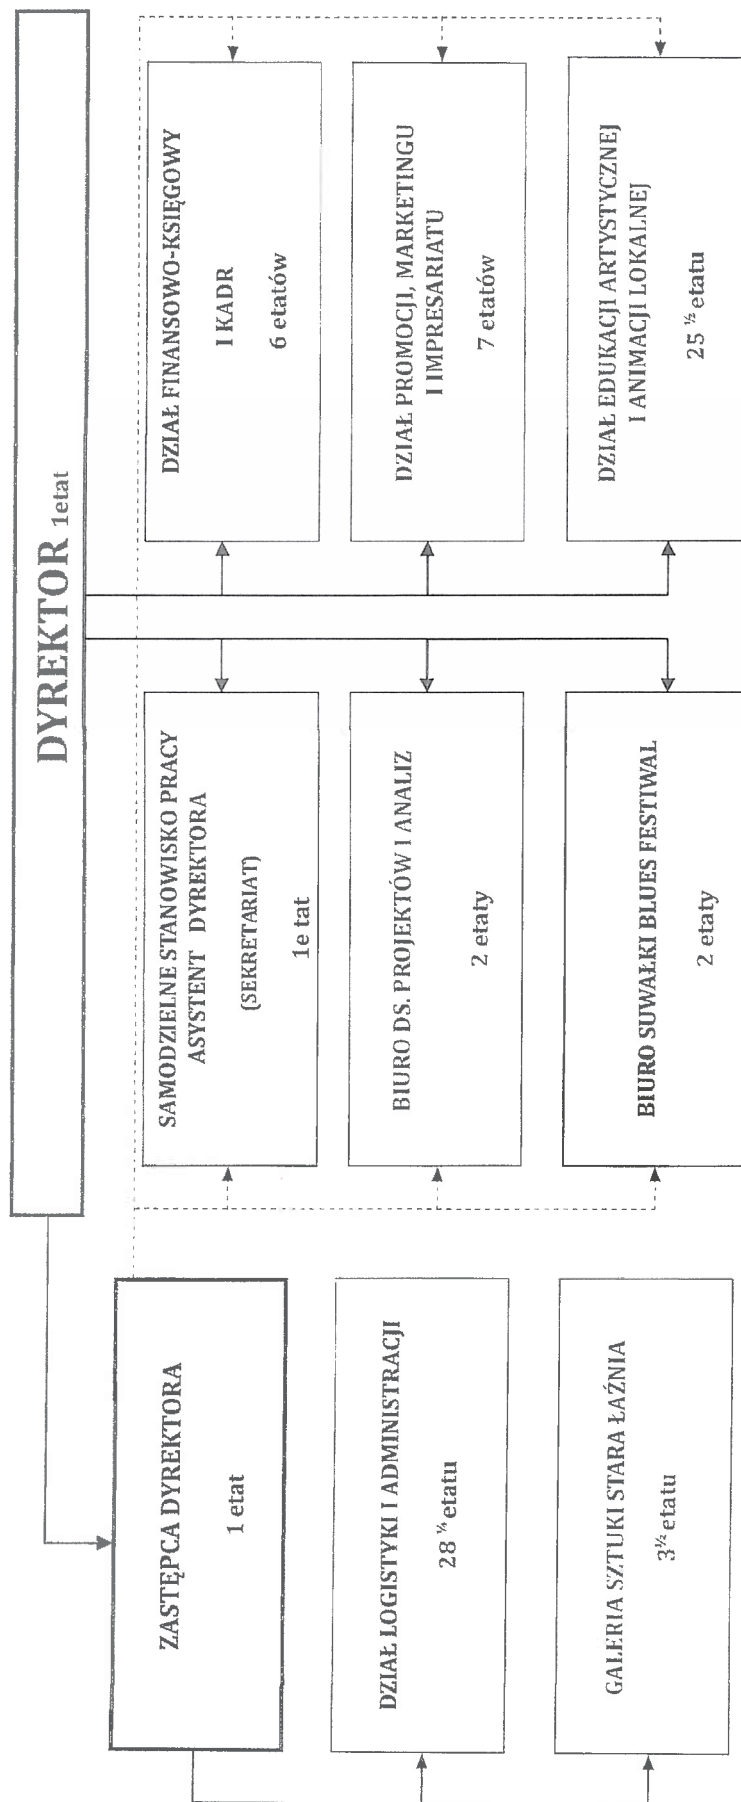 DYREKTOR 1etat
ZASTĘPCA DYREKTORA
1 etat
DZIAŁ LOGISTYKI I ADMINISTRACJI
28 ¼ etatu
GALERIA SZTUKI STARA ŁAŹNIA
3½ etatu
SAMODZIELNE STANOWISKO PRACY
ASYSTENT DYREKTORA
(SEKRETARIAT)
1e tat
BIURO DS. PROJEKTÓW I ANALIZ
2 etaty
BIURO SUWAŁKI BLUES FESTIWAL
2 etaty
DZIAŁ FINANSOWO-KSIĘGOWY
I KADR
6 etatów
DZIAŁ PROMOCJI, MARKETINGU
I IMPRESARIATU
7 etatów
DZIAŁ EDUKACJI ARTYSTYCZNEJ
I ANIMACJI LOKALNEJ
25 ½ etatu